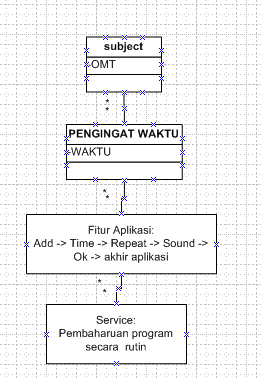 subject
OMT
*
*
PENGINGAT WAKTU
WAKTU
*
*
Fitur Aplikasi:
Add -> Time -> Repeat -> Sound ->
Ok -> akhir aplikasi
*
*
Service:
Pembaharuan program
secara rutin